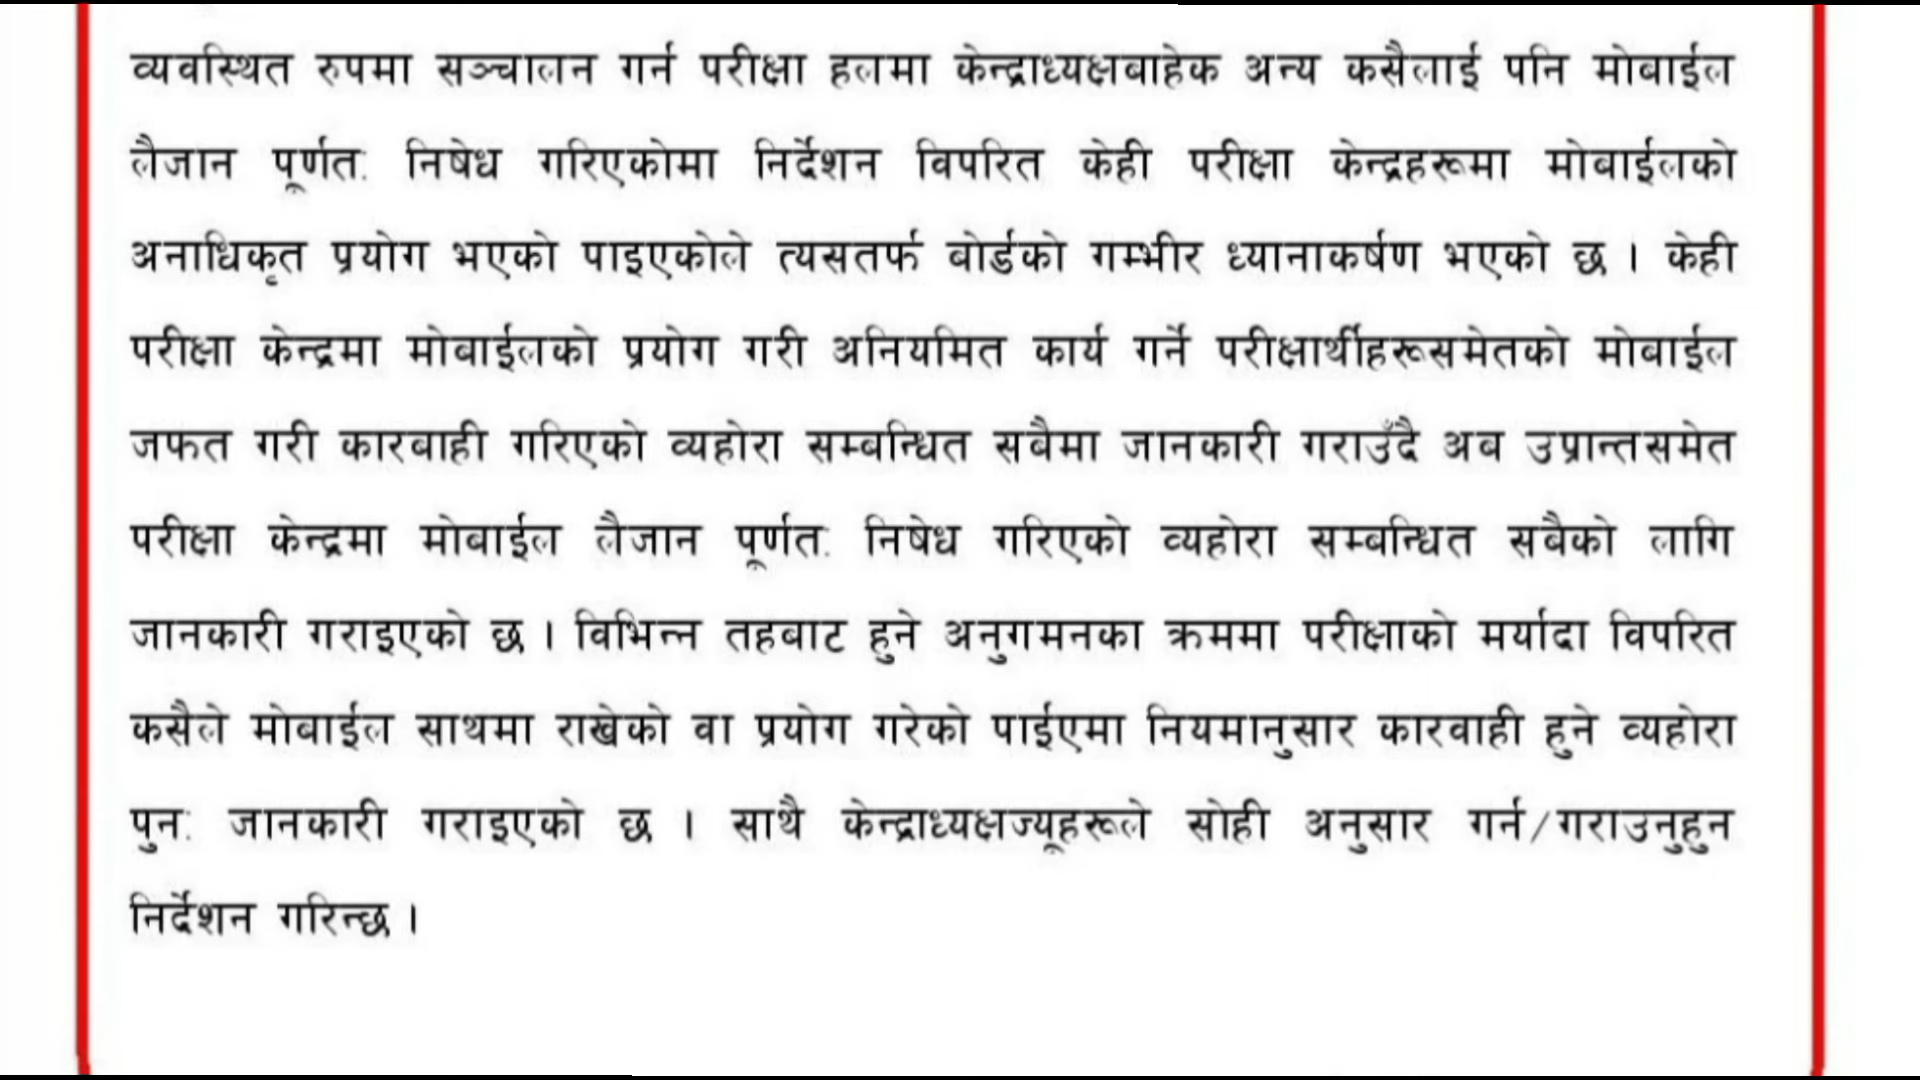 व्यवस्थित रुपमा सञ्चालन गर्न परीक्षा हलमा केन्द्राध्यक्षबाहेक अन्य कसैलाई पनि मोबाईल
लैजान पूर्णत: निषेध गरिएकोमा निर्देशन विपरित केही परीक्षा केन्द्रहरूमा मोबाईलको
अनाधिकृत प्रयोग भएको पाइएकोले त्यसतर्फ बोर्डको गम्भीर ध्यानाकर्षण भएको छ । केही
परीक्षा केन्द्रमा मोबाईलको प्रयोग गरी अनियमित कार्य गर्ने परीक्षार्थीहरूसमेतको मोबाईल
जफत गरी कारबाही गरिएको व्यहोरा सम्बन्धित सबैमा जानकारी गराउँदै अब उप्रान्तसमेत
परीक्षा केन्द्रमा मोबाईल लैजान पूर्णत: निषेध गरिएको व्यहोरा सम्बन्धित सबैको लागि
जानकारी गराइएको छ । विभिन्न तहबाट हुने अनुगमनका क्रममा परीक्षाको मर्यादा विपरित
कसैले मोबाईल साथमा राखेको वा प्रयोग गरेको पाईएमा नियमानुसार कारवाही हुने व्यहोरा
पुन: जानकारी गराइएको छ । साथै केन्द्राध्यक्षज्यूहरूले सोही अनुसार गर्न/गराउनुहुन
निर्देशन गरिन्छ ।